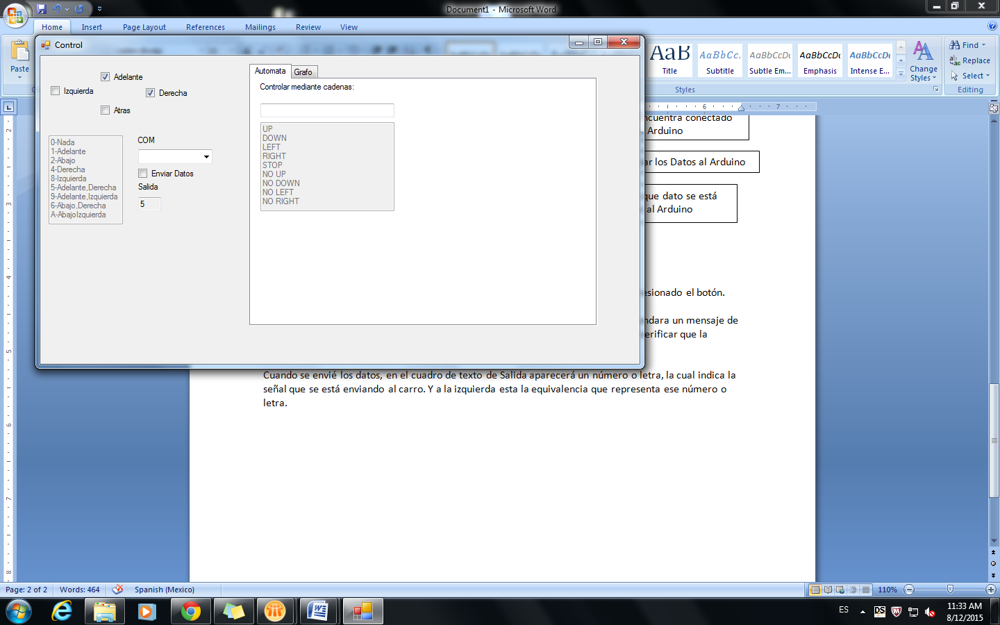 Document1 - Microsoft Word
Home Insert Page Layout References Mailings Review View
Paste
Title Subtitle Subtle Em... Emphasis Intense E...
Change Styles
Find
Replace
Select
Styles Editing
Control
Adelante
Izquierda
Derecha
Atras
0-Nada
1-Adelante
2-Abajo
4-Derecha
8-Izquierda
5-Adelante,Derecha
9-Adelante,Izquierda
6-Abajo,Derecha
A-AbajoIzquierda
COM
Enviar Datos
Salida
5
Automata Grafo
Controlar mediante cadenas:
UP
DOWN
LEFT
RIGHT
STOP
NO UP
NO DOWN
NO LEFT
NO RIGHT
ncuentra conectado
Arduino
ar los Datos al Arduino
que dato se está
al Arduino
esionado el botón.
ndara un mensaje de
erificar que la
Cuando se envié los datos, en el cuadro de texto de Salida aparecerá un número o letra, la cual indica la
señal que se está enviando al carro. Y a la izquierda esta la equivalencia que representa ese número o
letra.
Page: 2 of 2 Words: 464 Spanish (Mexico) 110%
ES
11:33 AM
8/12/2015